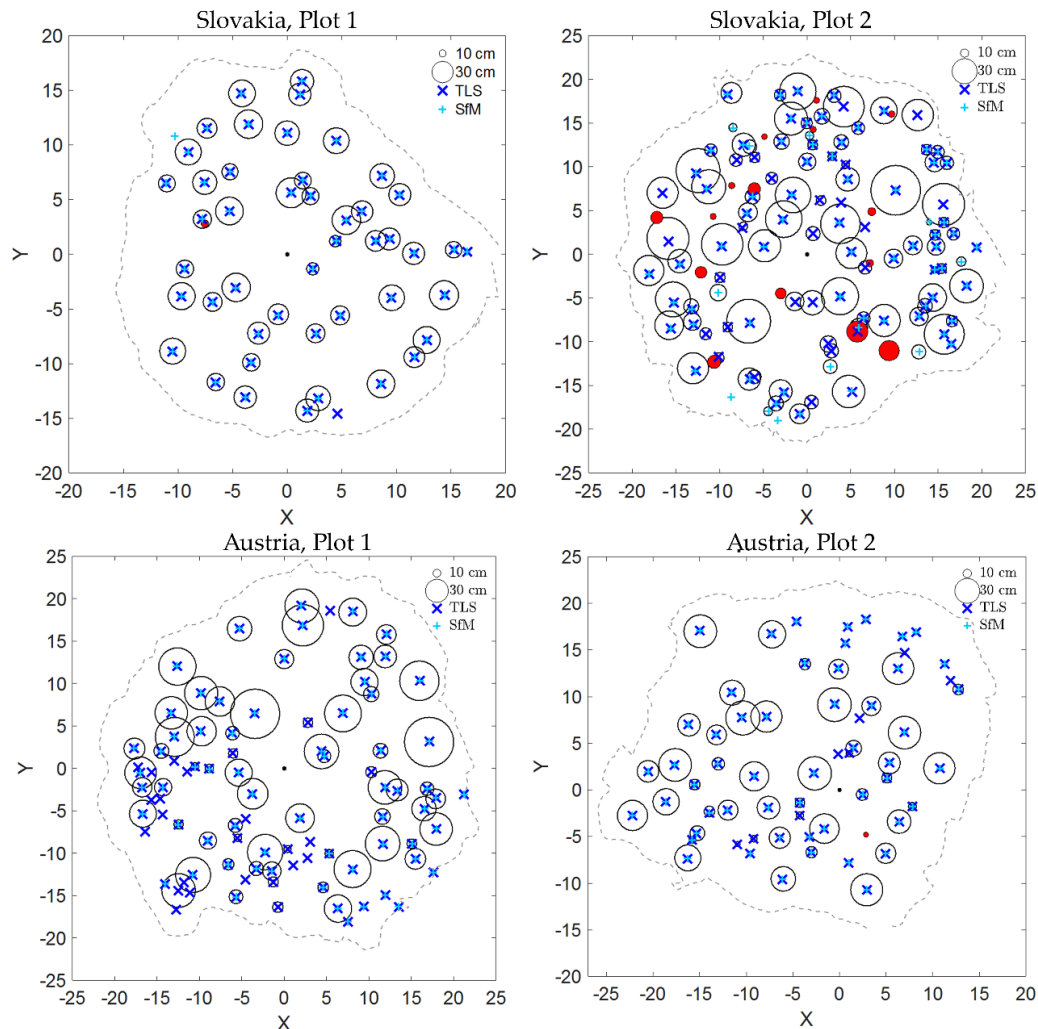 Slovakia, Plot 1
20
15
10
5
0
-5
-10
-15
-20
Y
10 cm
30 cm
TLS
SfM
-20 -15 -10 -5 0 5 10 15 20
X
Slovakia, Plot 2
25
20
15
10
5
0
-5
-10
-15
-20
-25
Y
10 cm
30 cm
TLS
SfM
-25 -20 -15 -10 -5 0 5 10 15 20 25
X
Austria, Plot 1
25
20
15
10
5
0
-5
-10
-15
-20
-25
Y
10 cm
30 cm
TLS
SfM
-25 -20 -15 -10 -5 0 5 10 15 20 25
X
Austria, Plot 2
25
20
15
10
5
0
-5
-10
-15
-20
Y
10 cm
30 cm
TLS
SfM
-30 -25 -20 -15 -10 -5 0 5 10 15 20
X